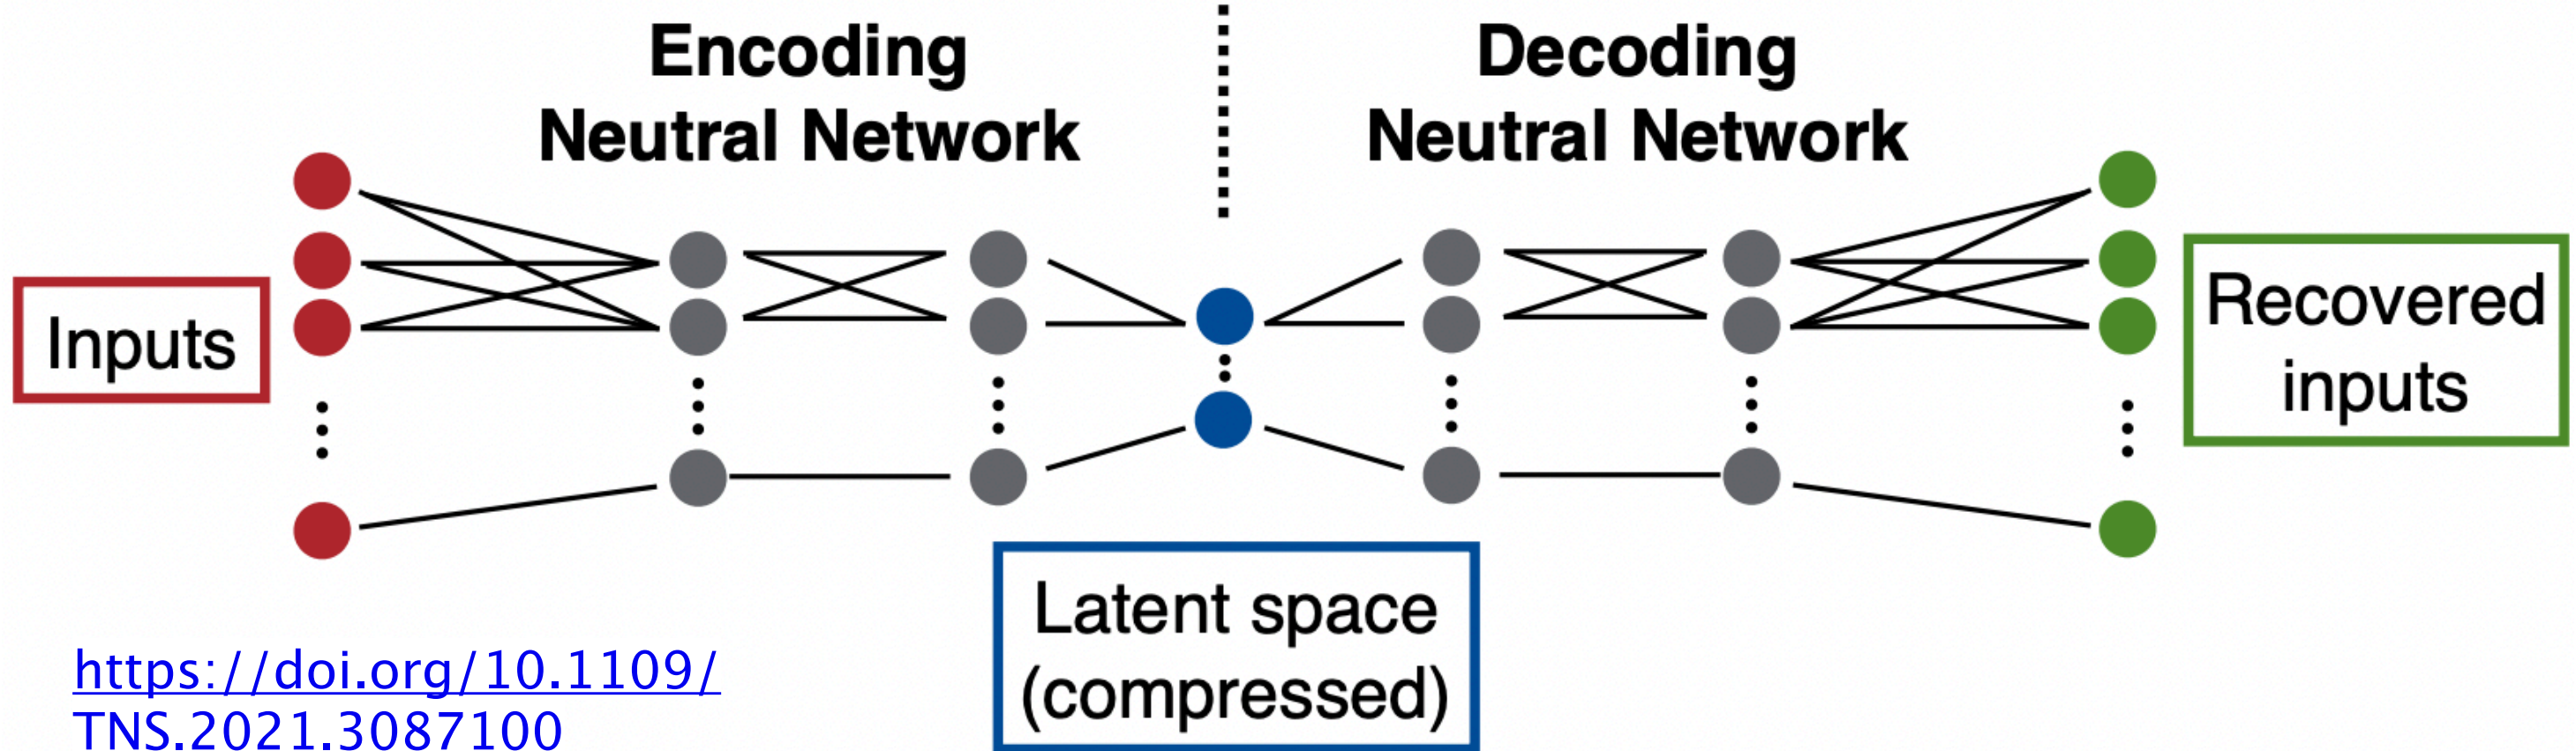 Encoding
Neutral Network
Decoding
Neutral Network
Inputs
Recovered
inputs
Latent space
(compressed)
https://doi.org/10.1109/
TNS.2021.3087100